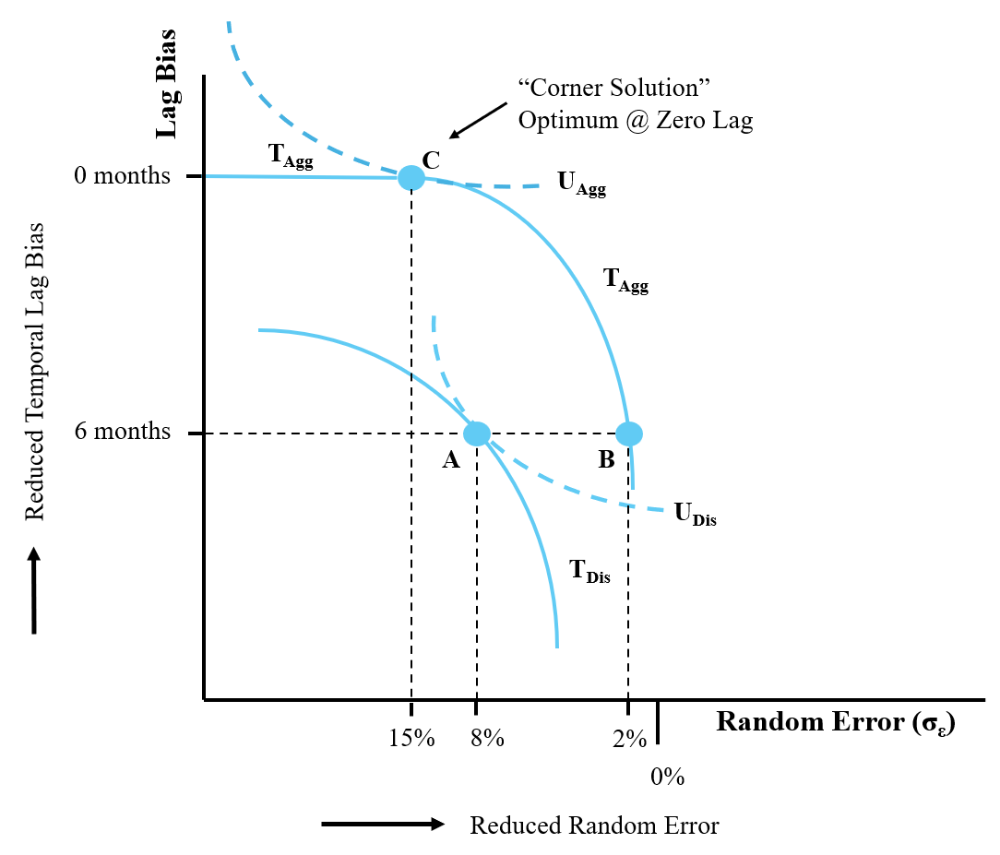 Lag Bias
“Corner Solution”
Optimum @ Zero Lag
T_Agg
C
0 months
U_Agg
Reduced Temporal Lag Bias
T_Agg
6 months
A
B
U_Dis
T_Dis
Random Error (σ_ε)
15%
8%
2%
0%
Reduced Random Error